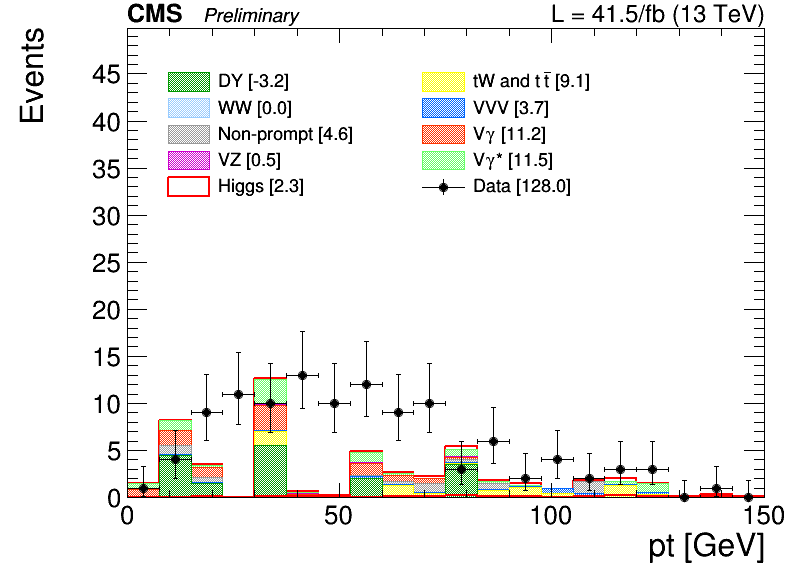 CMS Preliminary L = 41.5/fb (13 TeV)
Events
45
40
35
30
25
20
15
10
5
0
DY [-3.2]
WW [0.0]
Non-prompt [4.6]
VZ [0.5]
Higgs [2.3]
tW and tt̅ [9.1]
VVV [3.7]
Vγ [11.2]
Vγ* [11.5]
Data [128.0]
0 50 100 150
pt [GeV]